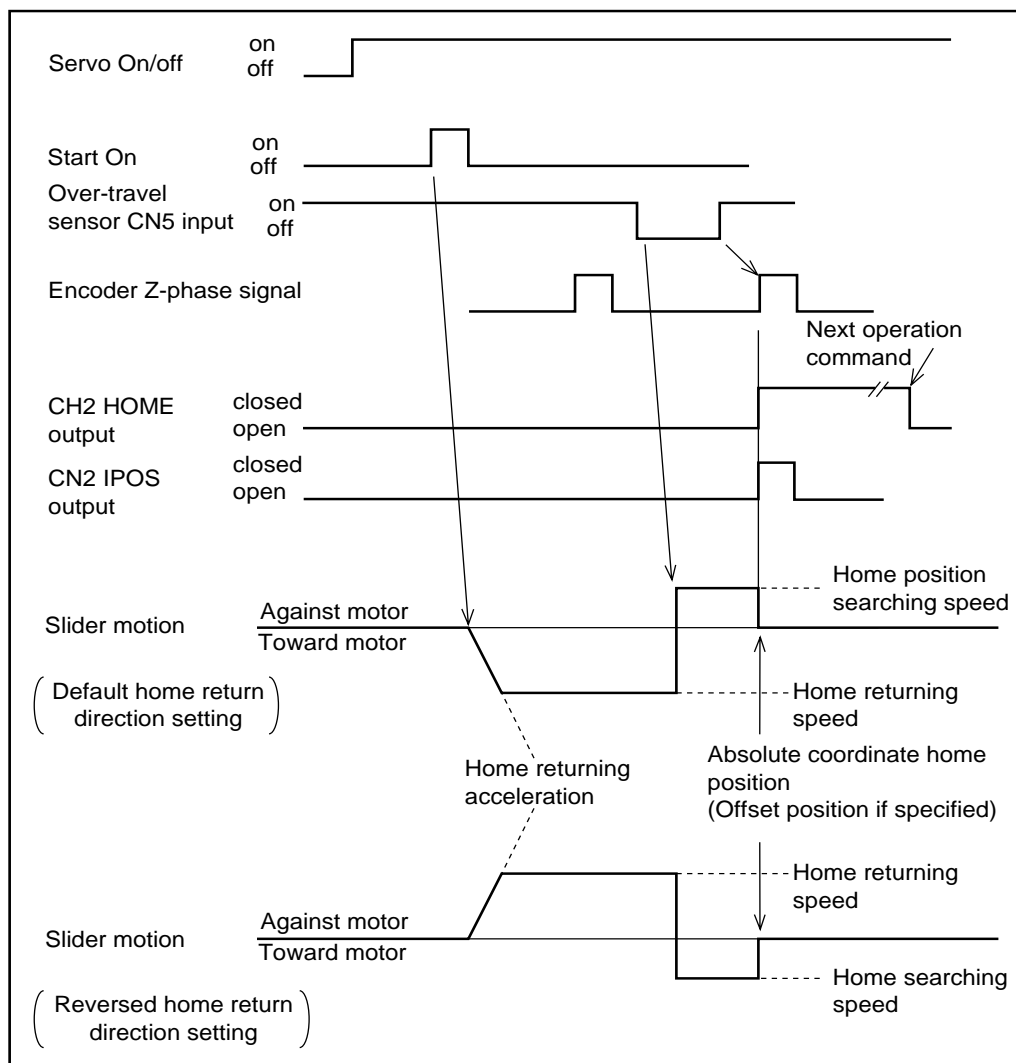 Servo On/off
on
off
Start On
on
off
Over-travel
sensor CN5 input
on
off
Encoder Z-phase signal
Next operation
command
CH2 HOME
output
closed
open
CN2 IPOS
output
closed
open
Home position
searching speed
Slider motion
Against motor
Toward motor
Default home return
direction setting
Home returning
speed
Home returning
acceleration
Absolute coordinate home
position
(Offset position if specified)
Home returning
speed
Slider motion
Against motor
Toward motor
Home searching
speed
Reversed home return
direction setting